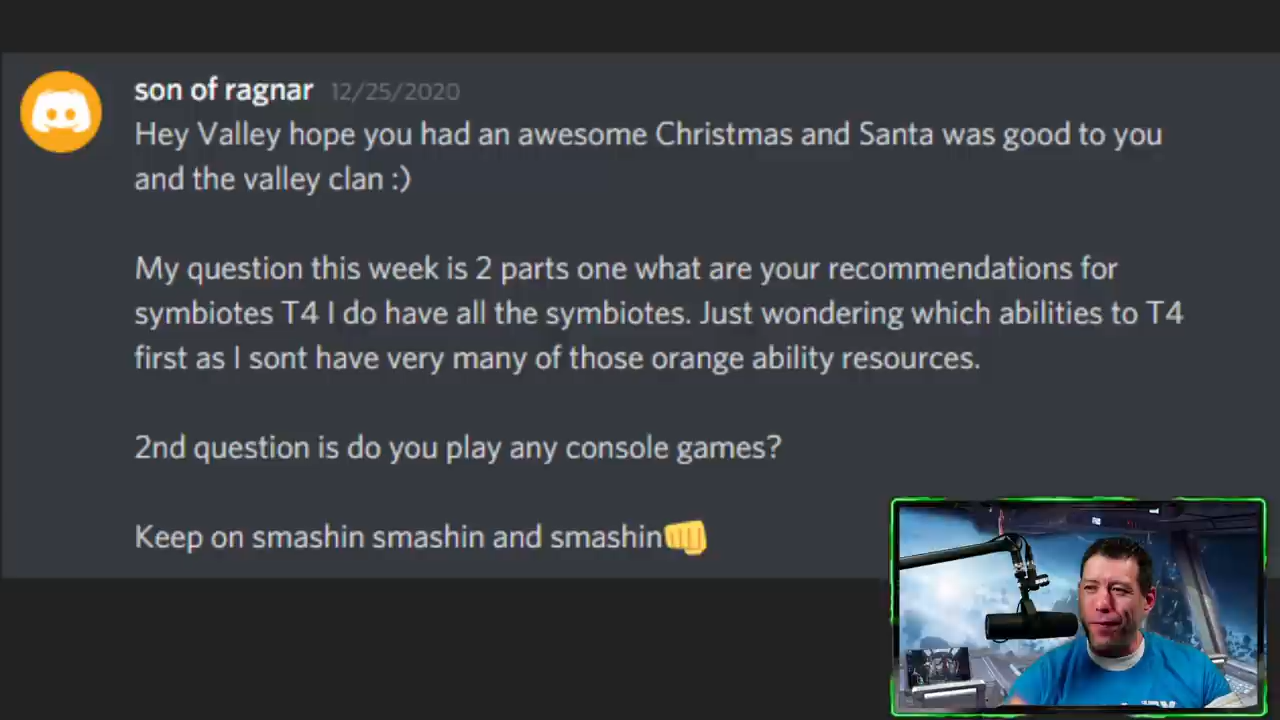 son of ragnar 12/25/2020
Hey Valley hope you had an awesome Christmas and Santa was good to you
and the valley clan :)
My question this week is 2 parts one what are your recommendations for
symbiotes T4 I do have all the symbiotes. Just wondering which abilities to T4
first as I sont have very many of those orange ability resources.
2nd question is do you play any console games?
Keep on smashin smashin and smashin👊